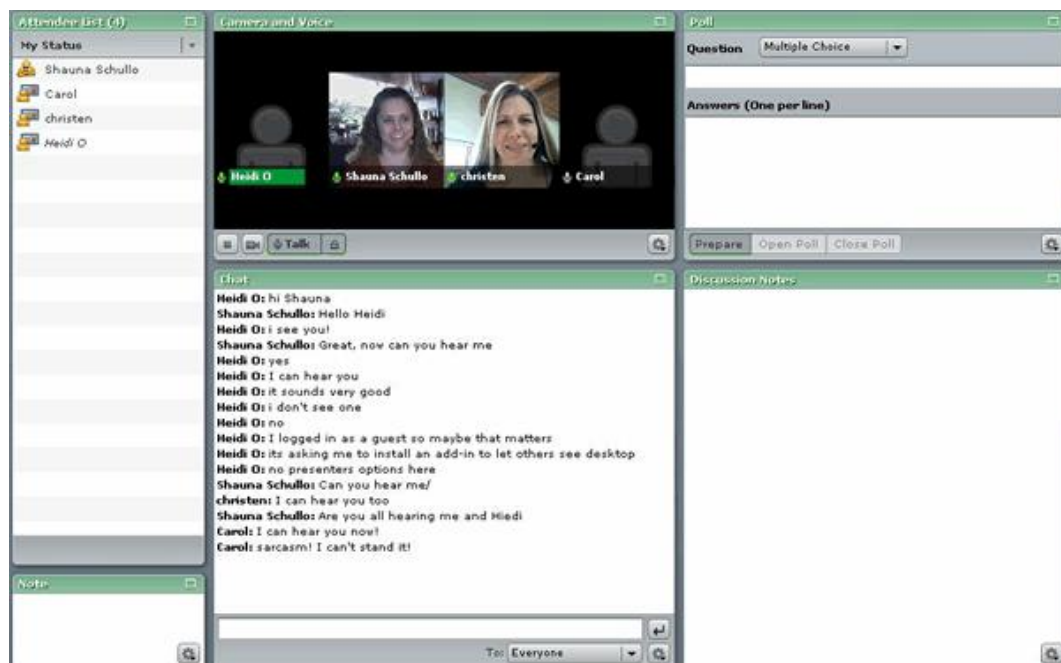 Attendee List (4)
My Status
Shauna Schullo
Carol
christen
Heidi O
Note
Camera and Voice
Heidi O
Shauna Schullo
christen
Carol
Talk
Chat
Heidi O: hi Shauna
Shauna Schullo: Hello Heidi
Heidi O: i see you!
Shauna Schullo: Great, now can you hear me
Heidi O: yes
Heidi O: I can hear you
Heidi O: it sounds very good
Heidi O: i don't see one
Heidi O: no
Heidi O: I logged in as a guest so maybe that matters
Heidi O: its asking me to install an add-in to let others see desktop
Heidi O: no presenters options here
Shauna Schullo: Can you hear me/
christen: I can hear you too
Shauna Schullo: Are you all hearing me and Hiedi
Carol: I can hear you now!
Carol: sarcasm! I can't stand it!
To: Everyone
Poll
Question Multiple Choice
Answers (One per line)
Prepare Open Poll Close Poll
Discussion Notes